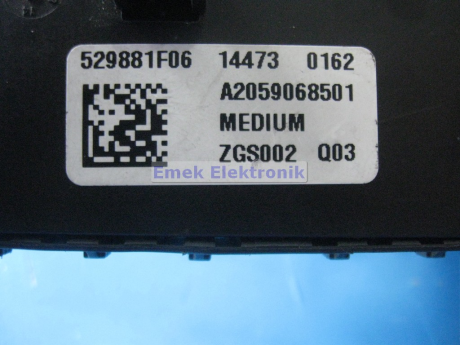 529881F06 14473 0162
A2059068501
MEDIUM
ZGS002 Q03
Emek Elektronik